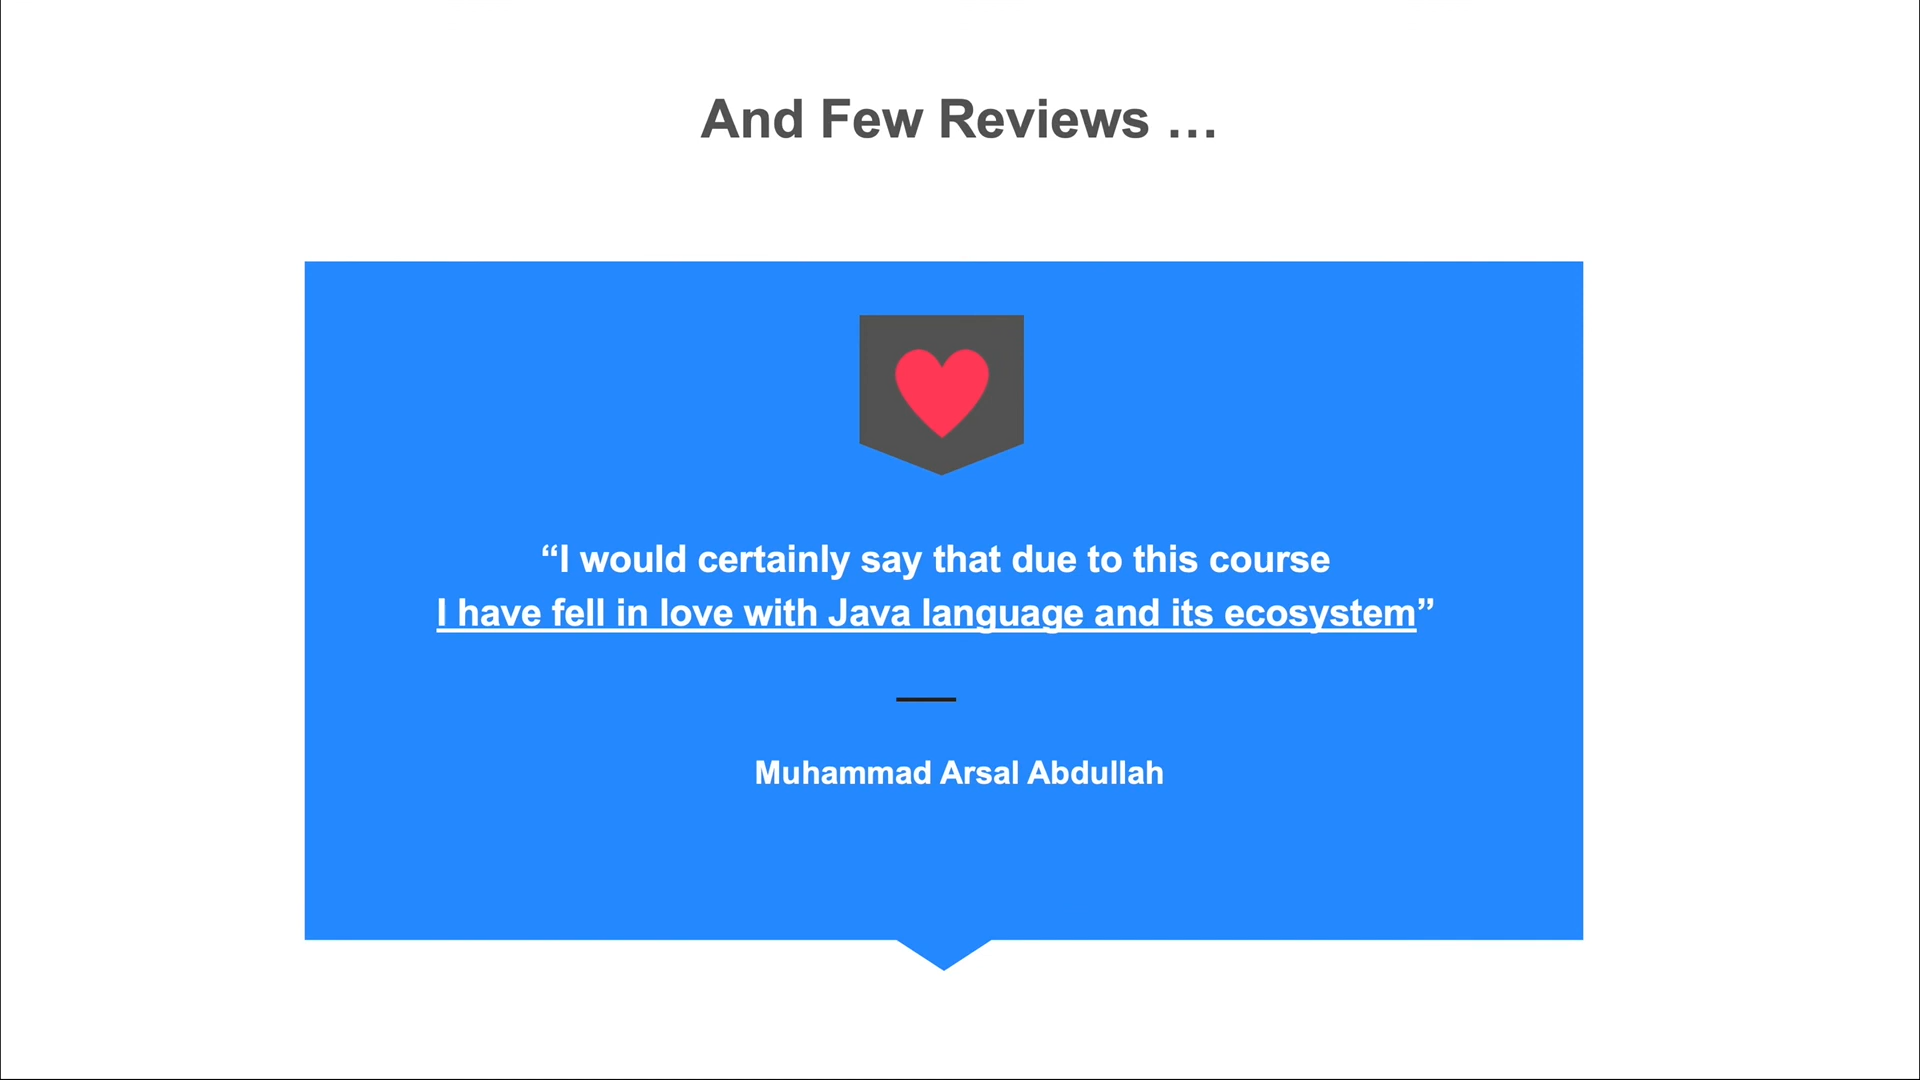 And Few Reviews …
“I would certainly say that due to this course
I have fell in love with Java language and its ecosystem”
Muhammad Arsal Abdullah